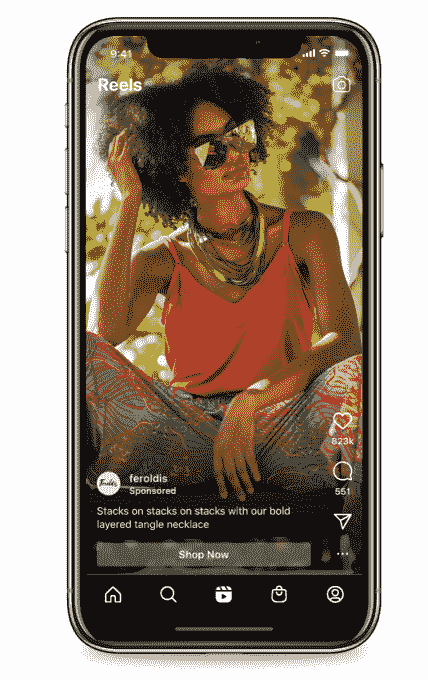 9:41
Reels
823k
551
feroldis
Sponsored
Stacks on stacks on stacks with our bold
layered tangle necklace
Shop Now